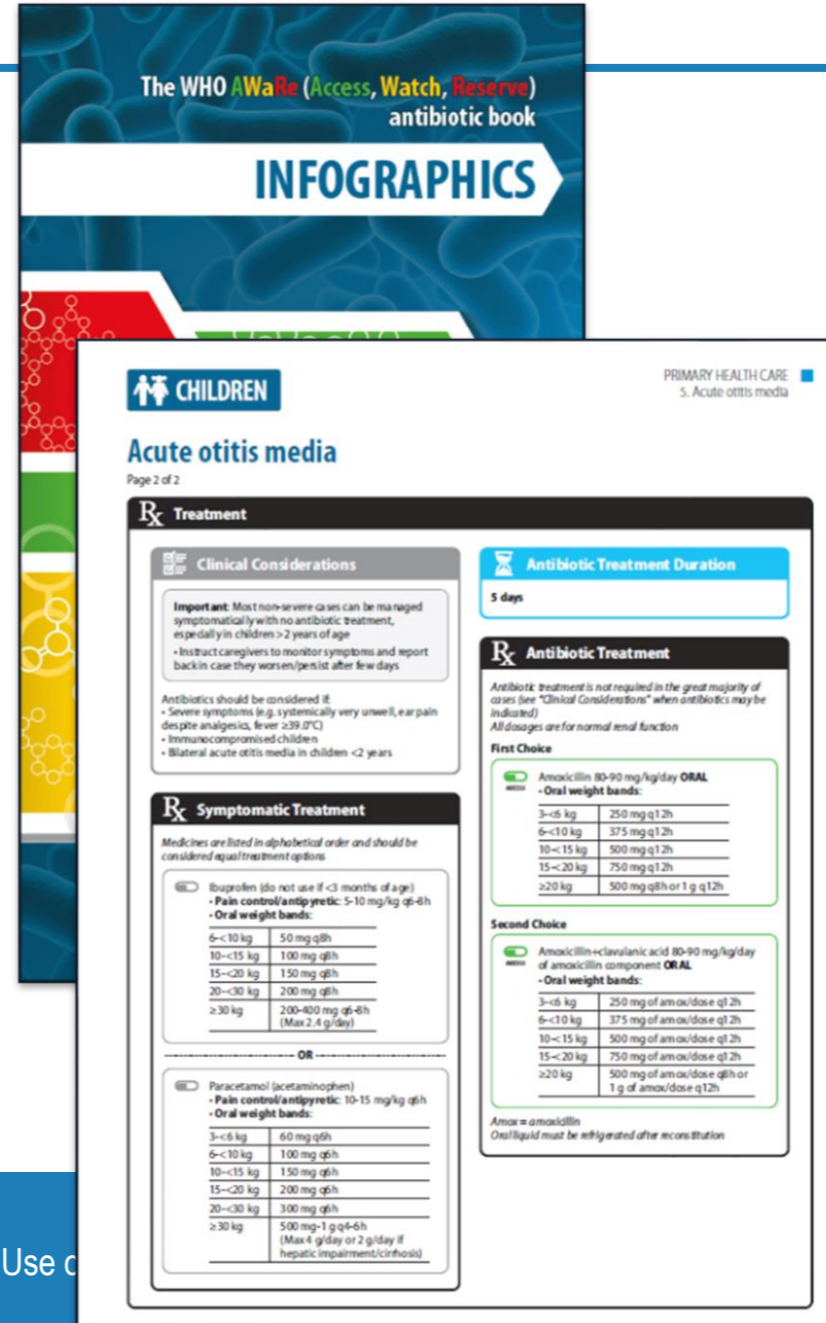 The WHO AWaRe (Access, Watch, Reserve)
antibiotic book
INFOGRAPHICS
CHILDREN
PRIMARY HEALTH CARE
5. Acute otitis media
Acute otitis media
Page 2 of 2
Rx Treatment
Clinical Considerations
Important: Most non-severe cases can be managed
symptomatically with no antibiotic treatment,
especially in children >2 years of age
• Instruct caregivers to monitor symptoms and report
back in case they worsen/persist after few days
Antibiotics should be considered if:
• Severe symptoms (e.g. systemically very unwell, ear pain
despite analgesics, fever ≥39.0°C)
• Immunocompromised children
• Bilateral acute otitis media in children <2 years
Rx Symptomatic Treatment
Medicines are listed in alphabetical order and should be
considered equal treatment options
Ibuprofen (do not use if <3 months of age)
• Pain control/antipyretic: 5-10 mg/kg q6-8h
• Oral weight bands:
6-<10 kg 50 mg q8h
10-<15 kg 100 mg q8h
15-<20 kg 150 mg q8h
20-<30 kg 200 mg q8h
≥30 kg 200-400 mg q6-8h
(Max 2.4 g/day)
OR
Paracetamol (acetaminophen)
• Pain control/antipyretic: 10-15 mg/kg q6h
• Oral weight bands:
3-<6 kg 60 mg q6h
6-<10 kg 100 mg q6h
10-<15 kg 150 mg q6h
15-<20 kg 200 mg q6h
20-<30 kg 300 mg q6h
≥30 kg 500 mg-1 g q4-6h
(Max 4 g/day or 2 g/day if
hepatic impairment/cirrhosis)
Antibiotic Treatment Duration
5 days
Rx Antibiotic Treatment
Antibiotic treatment is not required in the great majority of
cases (see "Clinical Considerations" when antibiotics may be
indicated)
All dosages are for normal renal function
First Choice
Amoxicillin 80-90 mg/kg/day ORAL
• Oral weight bands:
3-<6 kg 250 mg q12h
6-<10 kg 375 mg q12h
10-<15 kg 500 mg q12h
15-<20 kg 750 mg q12h
≥20 kg 500 mg q8h or 1 g q12h
Second Choice
Amoxicillin+clavulanic acid 80-90 mg/kg/day
of amoxicillin component ORAL
• Oral weight bands:
3-<6 kg 250 mg of amox/dose q12h
6-<10 kg 375 mg of amox/dose q12h
10-<15 kg 500 mg of amox/dose q12h
15-<20 kg 750 mg of amox/dose q12h
≥20 kg 500 mg of amox/dose q8h or
1 g of amox/dose q12h
Amox = amoxicillin
Oral liquid must be refrigerated after reconstitution
Use